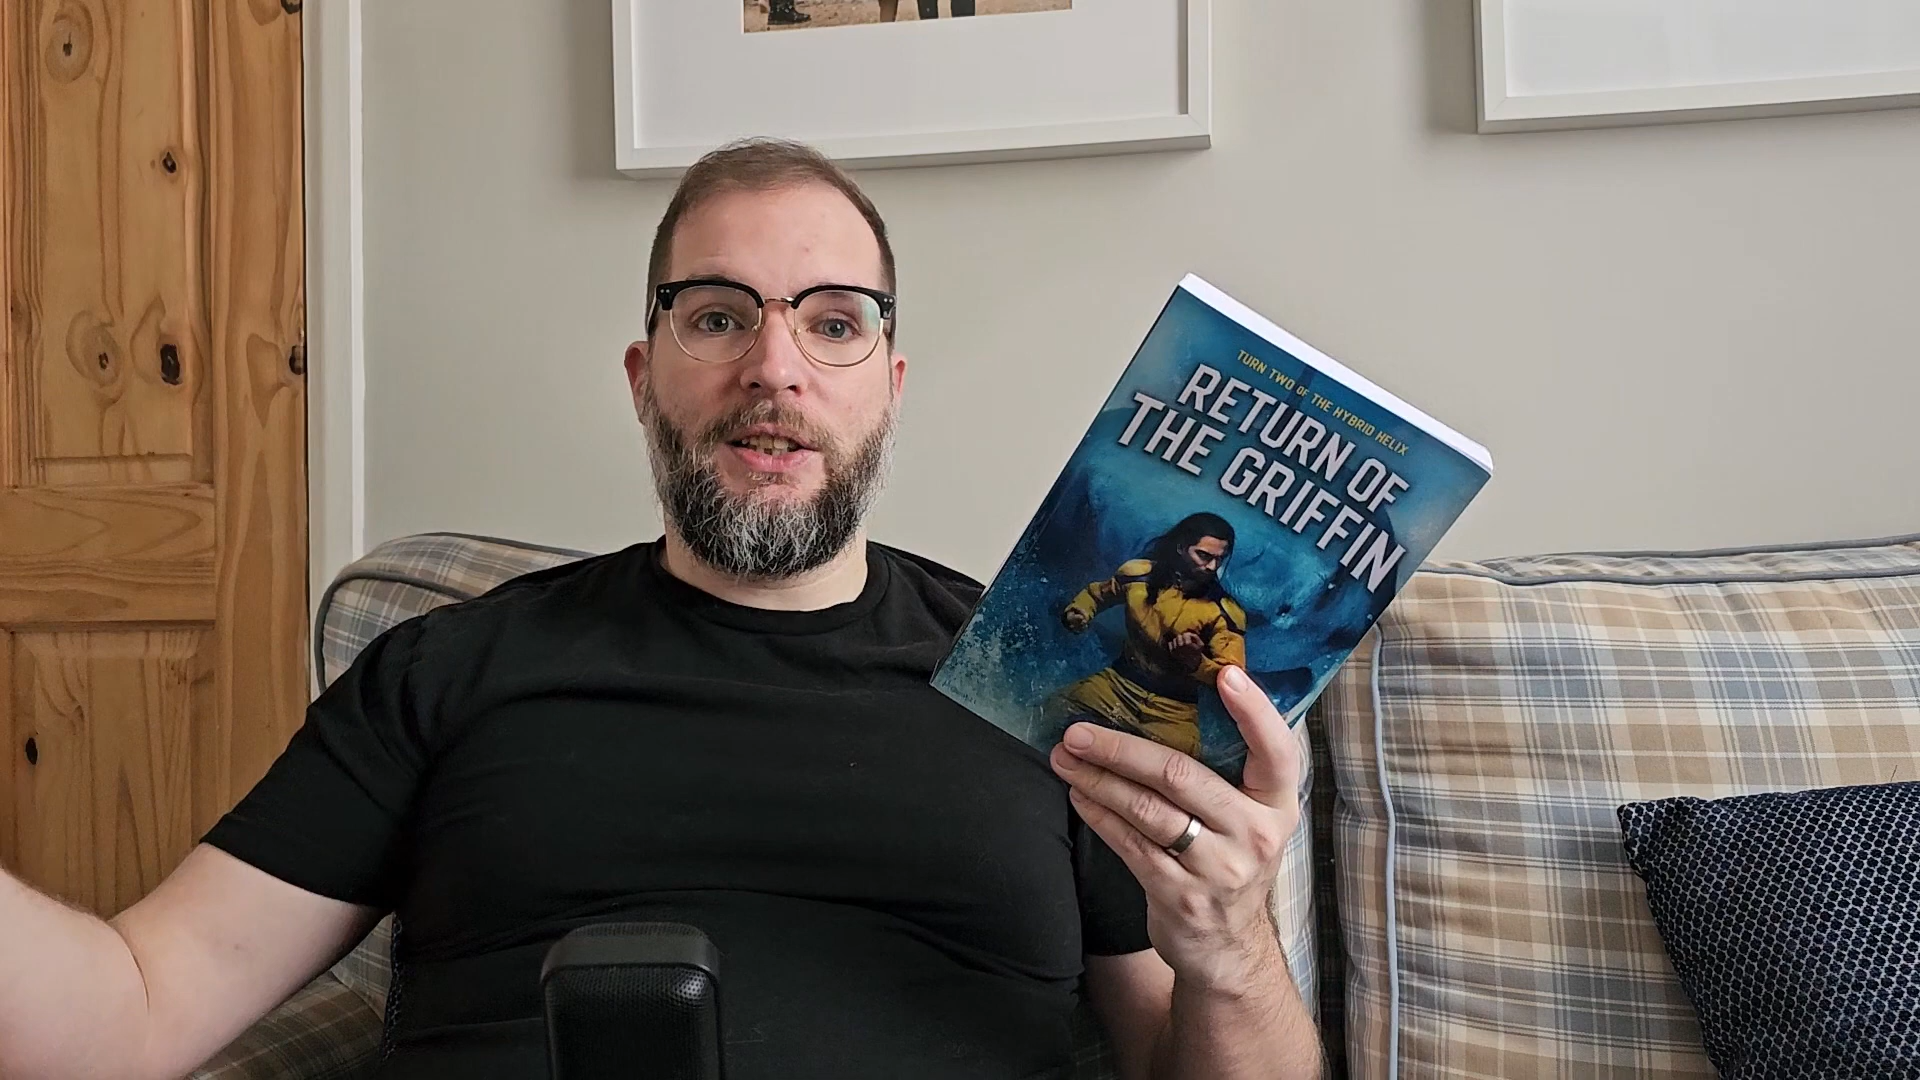 TURN TWO OF THE HYBRID HELIX
RETURN OF
THE GRIFFIN